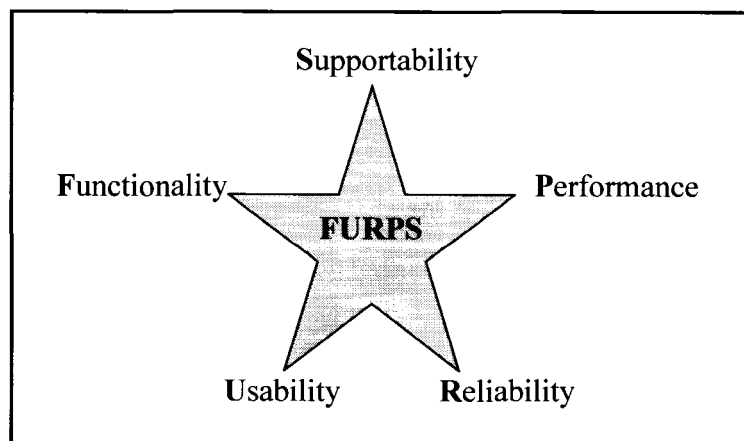 Supportability
Functionality
Performance
FURPS
Usability
Reliability